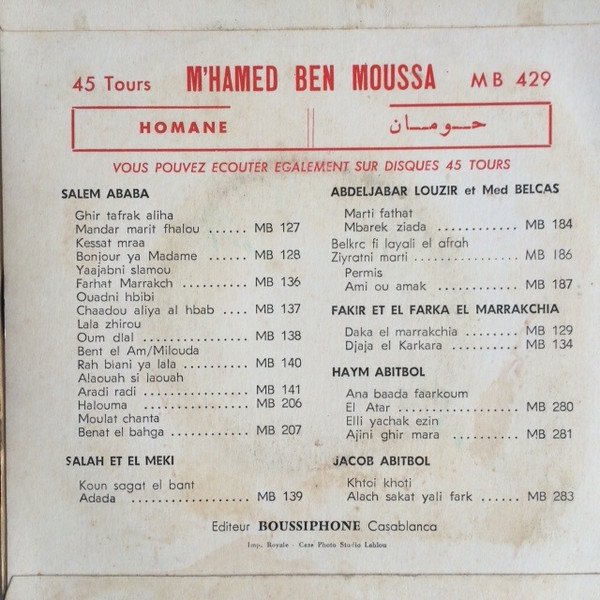 45 Tours M'HAMED BEN MOUSSA MB 429
HOMANE حـومـان
VOUS POUVEZ ECOUTER EGALEMENT SUR DISQUES 45 TOURS
SALEM ABABA
Ghir tafrak aliha
Mandar marit fhalou ...... MB 127
Kessat mraa
Bonjour ya Madame ...... MB 128
Yaajabni slamou
Farhat Marrakch .......... MB 136
Ouadni hbibi
Chaadou aliya al hbab .... MB 137
Lala zhirou
Oum dlal ................ MB 138
Bent el Am/Milouda
Rah biani ya lala .......... MB 140
Alaouah si laouah
Aradi radi ................ MB 141
Halouma ................ MB 206
Moulat chanta
Benat el bahga ............ MB 207
SALAH ET EL MEKI
Koun sagat el bant
Adada .................. MB 139
ABDELJABAR LOUZIR et Med BELCAS
Marti fathat
Mbarek ziada ............ MB 184
Belkrc fi layali el afrah
Ziyratni marti ................ MB 186
Permis
Ami ou amak ............ MB 187
FAKIR ET EL FARKA EL MARRAKCHIA
Daka el marrakchia ........ MB 129
Djaja el Karkara .......... MB 134
HAYM ABITBOL
Ana baada faarkoum
El Atar .................. MB 280
Elli yachak ezin
Ajini ghir mara .......... MB 281
JACOB ABITBOL
Khtoi khoti
Alach sakat yali fark ...... MB 283
Editeur BOUSSIPHONE Casablanca
Imp. Royale - Casa Photo Studio Lahlou